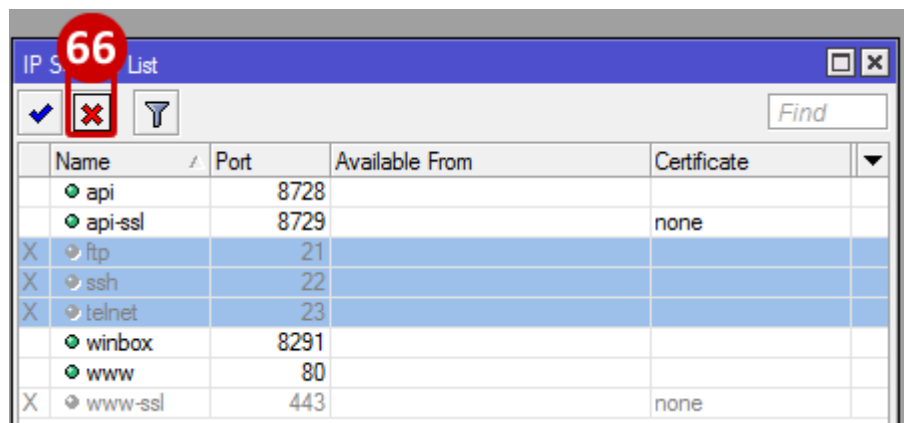 66
IP S List
Find
Name Port Available From Certificate
api 8728
api-ssl 8729 none
X ftp 21
X ssh 22
X telnet 23
winbox 8291
www 80
X www-ssl 443 none